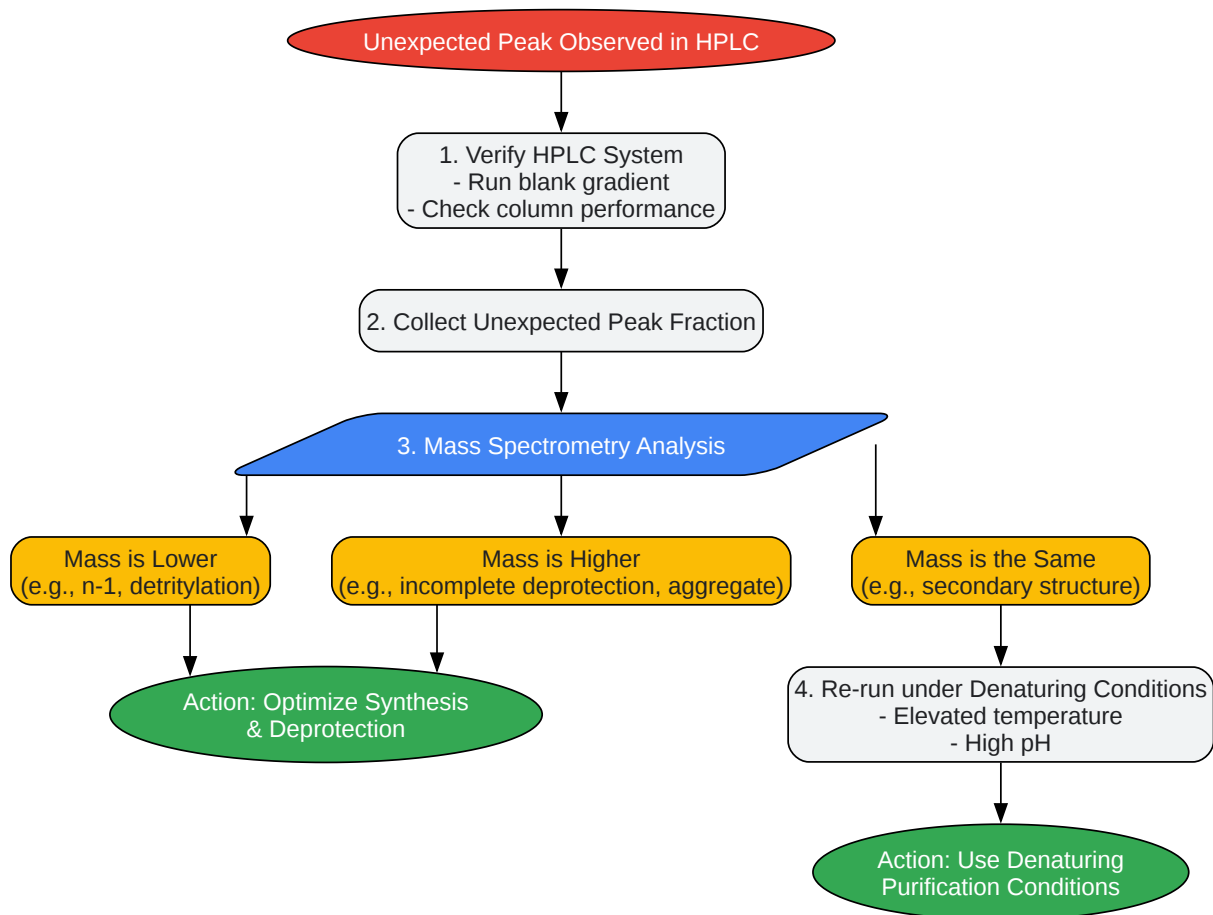 Unexpected Peak Observed in HPLC
1. Verify HPLC System
- Run blank gradient
- Check column performance
2. Collect Unexpected Peak Fraction
3. Mass Spectrometry Analysis
Mass is Lower
(e.g., n-1, detritylation)
Mass is Higher
(e.g., incomplete deprotection, aggregate)
Mass is the Same
(e.g., secondary structure)
Action: Optimize Synthesis
& Deprotection
4. Re-run under Denaturing Conditions
- Elevated temperature
- High pH
Action: Use Denaturing
Purification Conditions